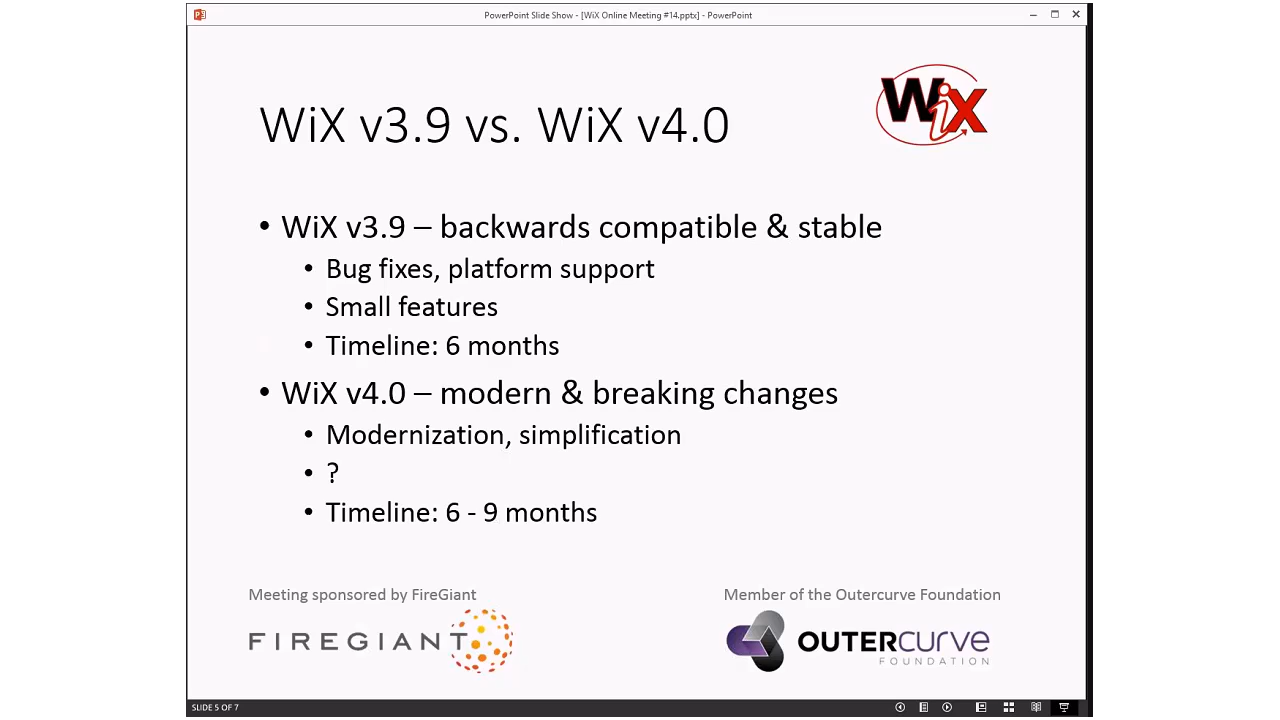 PowerPoint Slide Show - [WiX Online Meeting #14.pptx] - PowerPoint
WiX
WiX v3.9 vs. WiX v4.0
• WiX v3.9 – backwards compatible & stable
• Bug fixes, platform support
• Small features
• Timeline: 6 months
• WiX v4.0 – modern & breaking changes
• Modernization, simplification
• ?
• Timeline: 6 - 9 months
Meeting sponsored by FireGiant
Member of the Outercurve Foundation
FIREGIANT
OUTERCURVE
FOUNDATION
SLIDE 5 OF 7